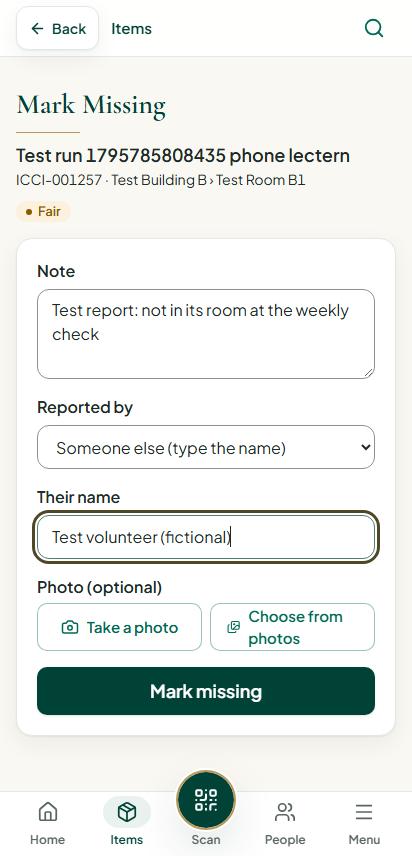 Back
Items
Mark Missing
Test run 1795785808435 phone lectern
ICCI-001257 · Test Building B › Test Room B1
Fair
Note
Test report: not in its room at the weekly
check
Reported by
Someone else (type the name)
Their name
Test volunteer (fictional)
Photo (optional)
Take a photo
Choose from
photos
Mark missing
Home
Items
Scan
People
Menu